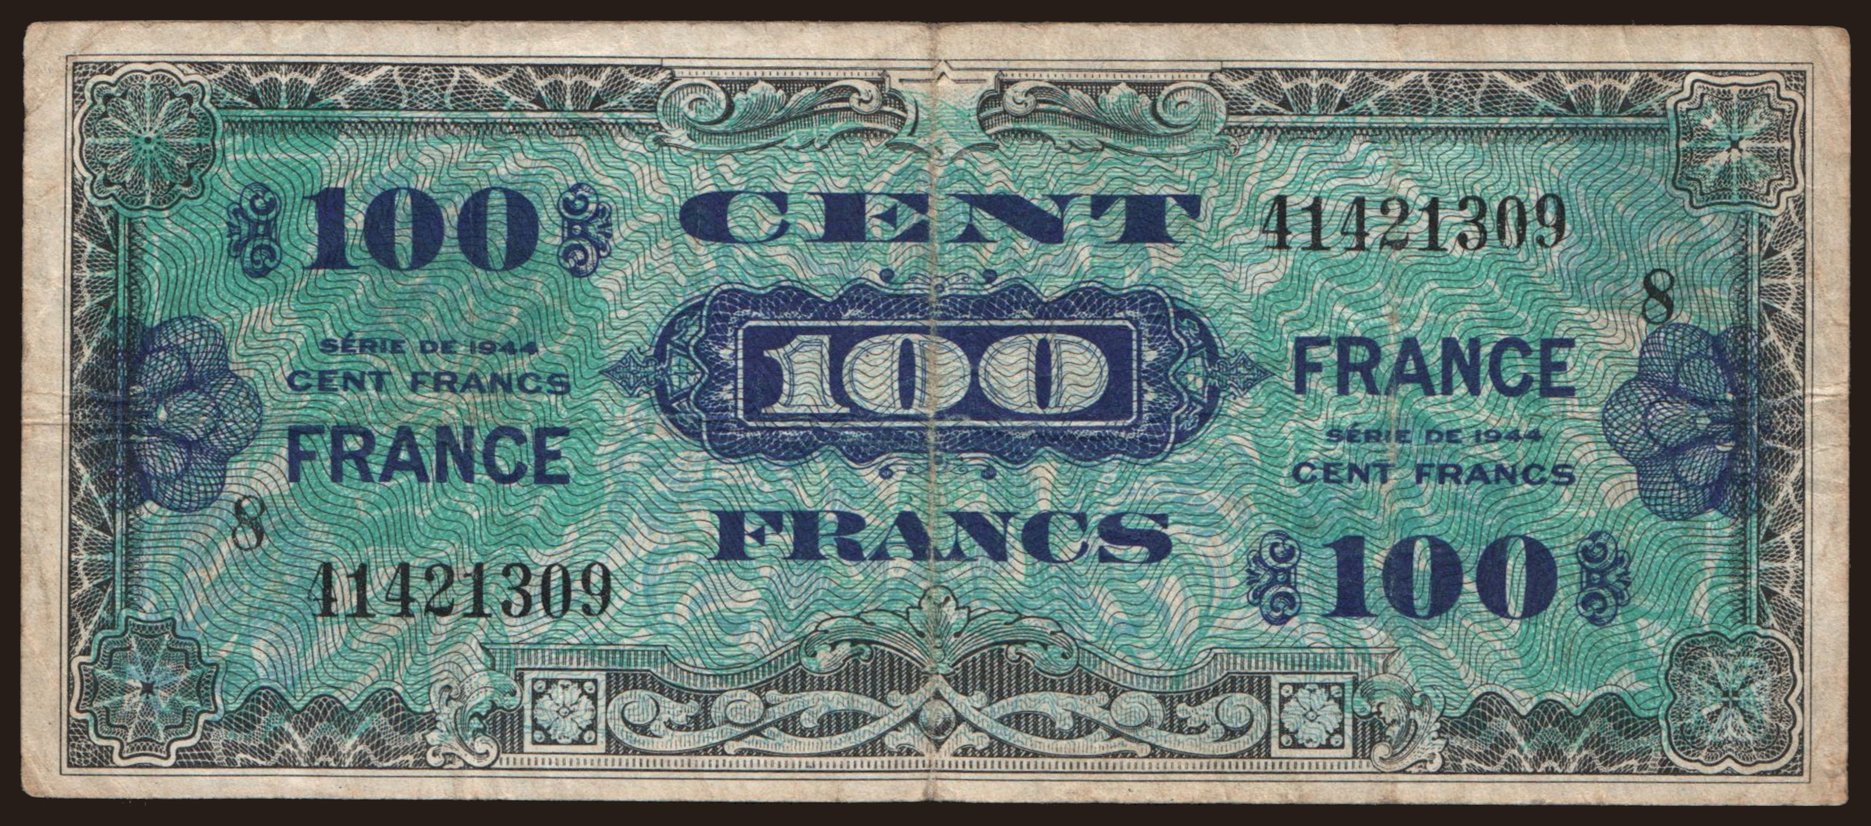 100 CENT 41421309
8
SÉRIE DE 1944
CENT FRANCS
FRANCE
100
FRANCE
SÉRIE DE 1944
CENT FRANCS
8
41421309
FRANCS
100